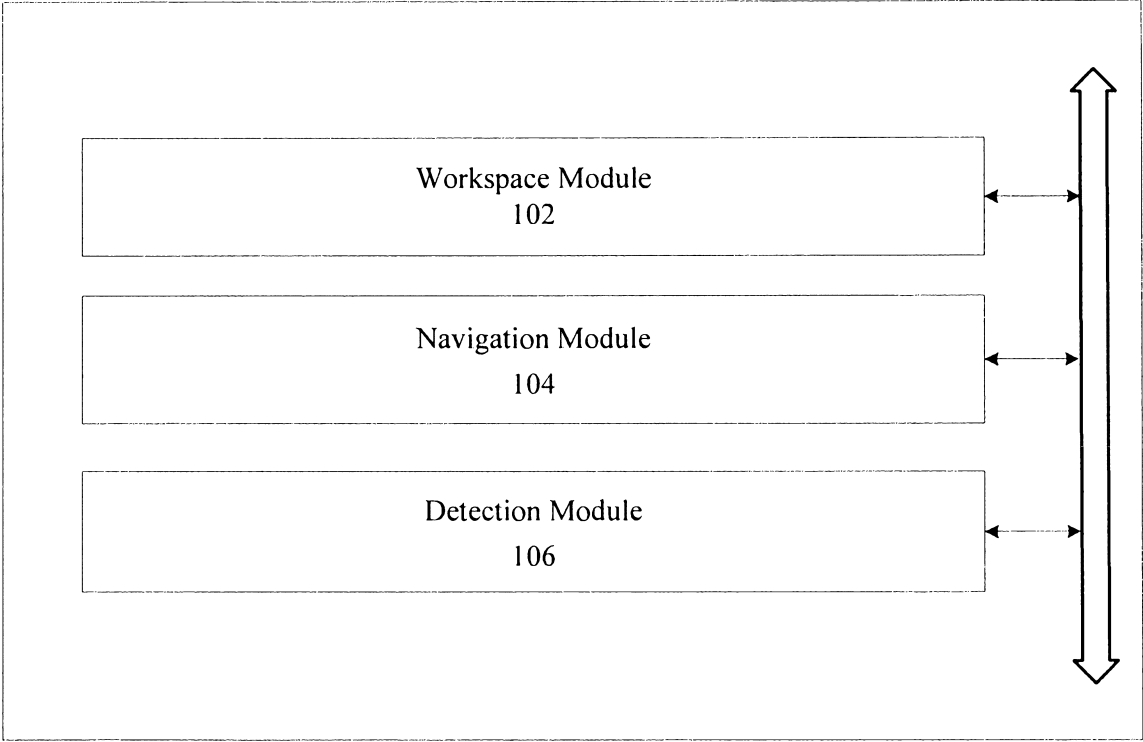 Workspace Module
102
Navigation Module
104
Detection Module
106